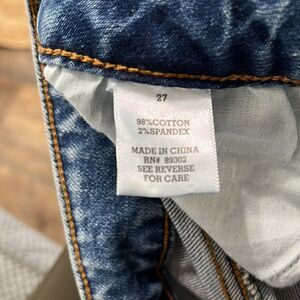 27
98%COTTON
2%SPANDEX
MADE IN CHINA
RN# 89302
SEE REVERSE
FOR CARE